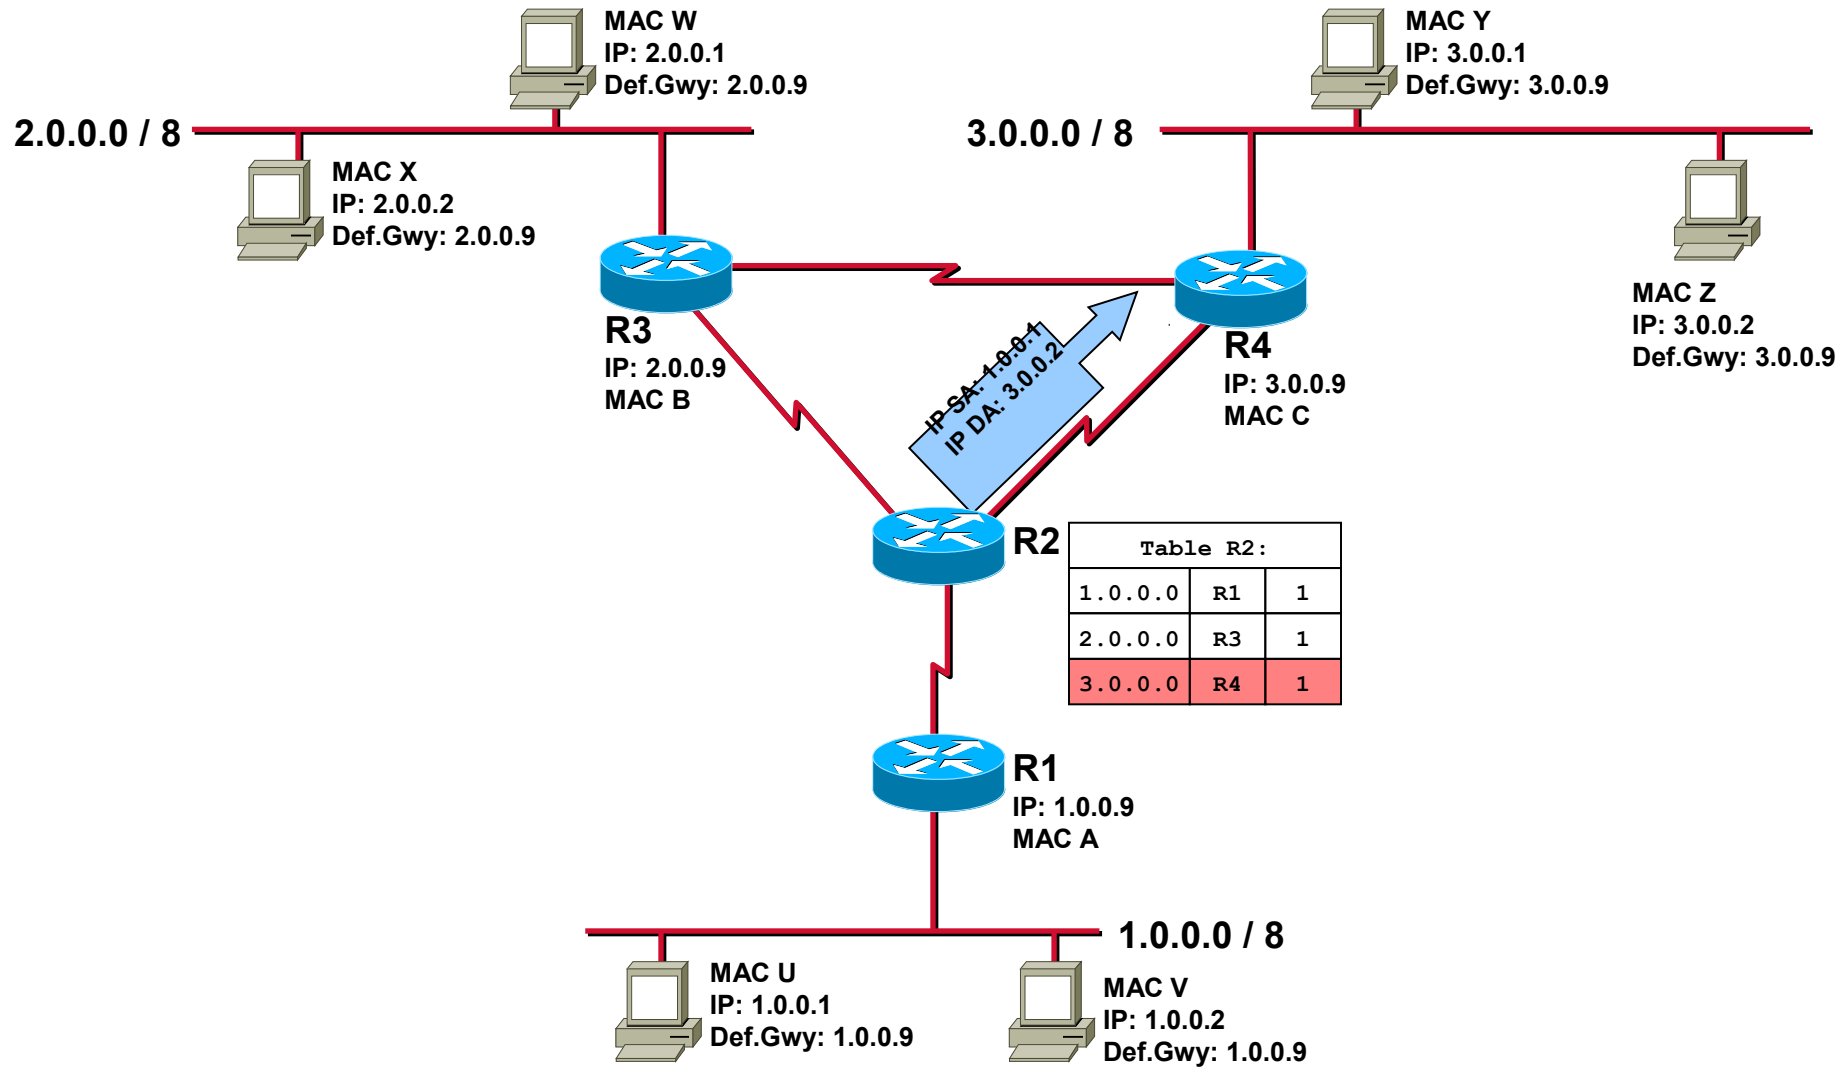 MAC W
IP: 2.0.0.1
Def.Gwy: 2.0.0.9
MAC Y
IP: 3.0.0.1
Def.Gwy: 3.0.0.9
2.0.0.0 / 8
3.0.0.0 / 8
MAC X
IP: 2.0.0.2
Def.Gwy: 2.0.0.9
MAC Z
IP: 3.0.0.2
Def.Gwy: 3.0.0.9
R3
IP: 2.0.0.9
MAC B
R4
IP: 3.0.0.9
MAC C
IP SA: 1.0.0.1
IP DA: 3.0.0.2
R2
Table R2:
1.0.0.0 R1 1
2.0.0.0 R3 1
3.0.0.0 R4 1
R1
IP: 1.0.0.9
MAC A
1.0.0.0 / 8
MAC U
IP: 1.0.0.1
Def.Gwy: 1.0.0.9
MAC V
IP: 1.0.0.2
Def.Gwy: 1.0.0.9